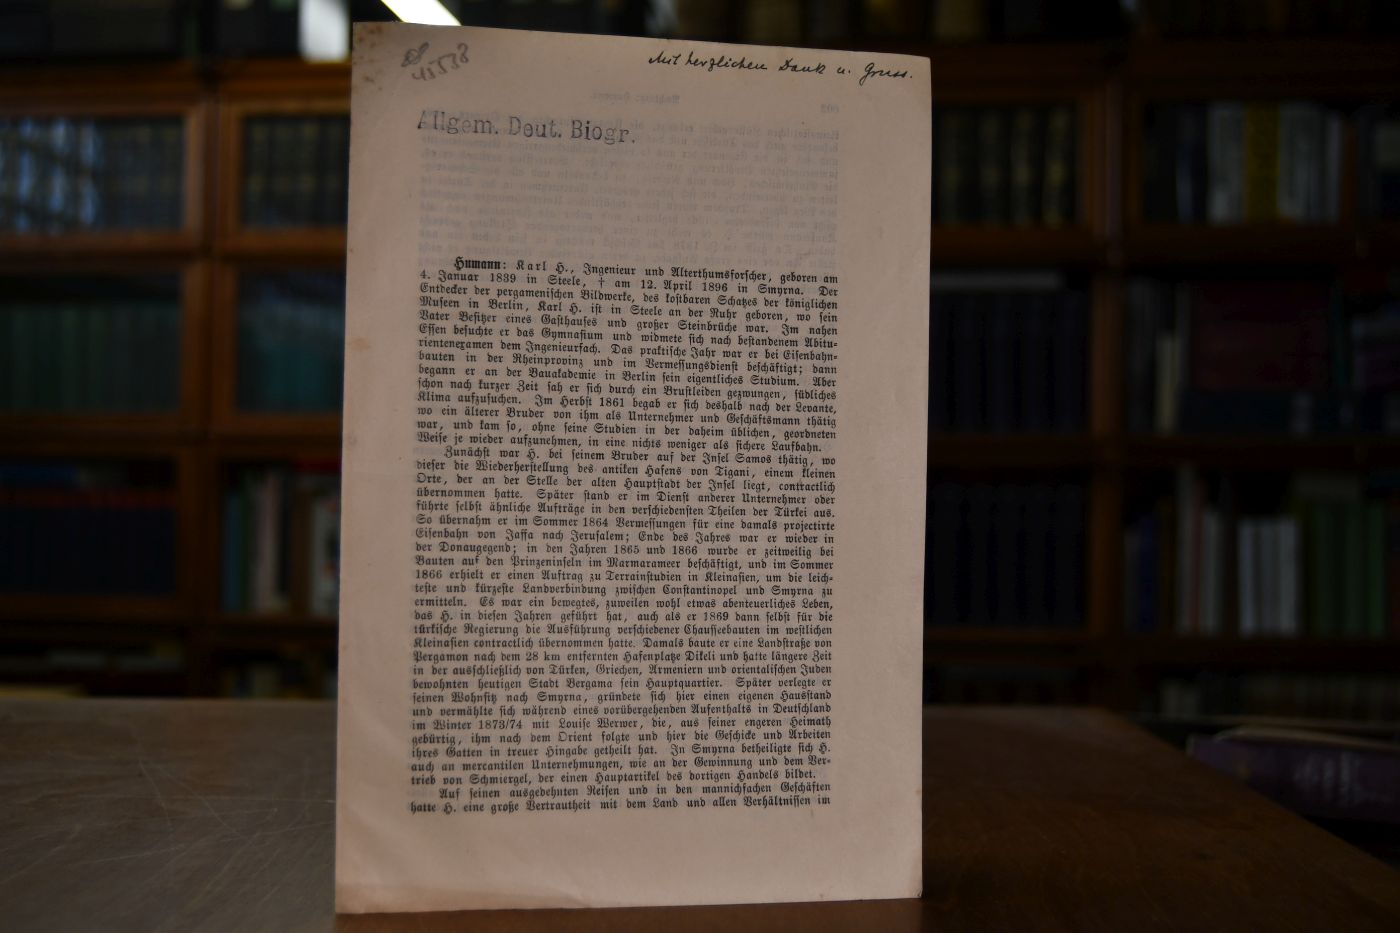 45538
Mit herzlichem Dank u. Gruss.
Allgem. Deut. Biogr.
Humann: Karl H., Ingenieur und Alterthumsforscher, geboren am
4. Januar 1839 in Steele, † am 12. April 1896 in Smyrna. Der
Entdecker der pergamenischen Bildwerke, des kostbaren Schatzes der königlichen
Museen in Berlin, Karl H. ist in Steele an der Ruhr geboren, wo sein
Vater Besitzer eines Gasthauses und großer Steinbrüche war. Im nahen
Essen besuchte er das Gymnasium und widmete sich nach bestandenem Abitu-
rientenexamen dem Ingenieurfach. Das praktische Jahr war er bei Eisenbahn-
bauten in der Rheinprovinz und im Vermessungsdienst beschäftigt; dann
begann er an der Bauakademie in Berlin sein eigentliches Studium. Aber
schon nach kurzer Zeit sah er sich durch ein Brustleiden gezwungen, südliches
Klima aufzusuchen. Im Herbst 1861 begab er sich deshalb nach der Levante,
wo ein älterer Bruder von ihm als Unternehmer und Geschäftsmann thätig
war, und kam so, ohne seine Studien in der daheim üblichen, geordneten
Weise je wieder aufzunehmen, in eine nichts weniger als sichere Laufbahn.
Zunächst war H. bei seinem Bruder auf der Insel Samos thätig, wo
dieser die Wiederherstellung des antiken Hafens von Tigani, einem kleinen
Orte, der an der Stelle der alten Hauptstadt der Insel liegt, contractlich
übernommen hatte. Später stand er im Dienst anderer Unternehmer oder
führte selbst ähnliche Aufträge in den verschiedensten Theilen der Türkei aus.
So übernahm er im Sommer 1864 Vermessungen für eine damals projectirte
Eisenbahn von Jaffa nach Jerusalem; Ende des Jahres war er wieder in
der Donaugegend; in den Jahren 1865 und 1866 wurde er zeitweilig bei
Bauten auf den Prinzeninseln im Marmarameer beschäftigt, und im Sommer
1866 erhielt er einen Auftrag zu Terrainstudien in Kleinasien, um die leich-
teste und kürzeste Landverbindung zwischen Constantinopel und Smyrna zu
ermitteln. Es war ein bewegtes, zuweilen wohl etwas abenteuerliches Leben,
das H. in diesen Jahren geführt hat, auch als er 1869 dann selbst für die
türkische Regierung die Ausführung verschiedener Chausseebauten im westlichen
Kleinasien contractlich übernommen hatte. Damals baute er eine Landstraße von
Pergamon nach dem 28 km entfernten Hafenplatze Dikeli und hatte längere Zeit
in der ausschließlich von Türken, Griechen, Armeniern und orientalischen Juden
bewohnten heutigen Stadt Bergama sein Hauptquartier. Später verlegte er
seinen Wohnsitz nach Smyrna, gründete sich hier einen eigenen Hausstand
und vermählte sich während eines vorübergehenden Aufenthalts in Deutschland
im Winter 1873/74 mit Louise Werwer, die, aus seiner engeren Heimath
gebürtig, ihm nach dem Orient folgte und hier die Geschicke und Arbeiten
ihres Gatten in treuer Hingabe getheilt hat. In Smyrna betheiligte sich H.
auch an mercantilen Unternehmungen, wie an der Gewinnung und dem Ver-
trieb von Schmiergel, der einen Hauptartikel des dortigen Handels bildet.
Auf seinen ausgedehnten Reisen und in den mannichfachen Geschäften
hatte H. eine große Vertrautheit mit dem Land und allen Verhältnissen im